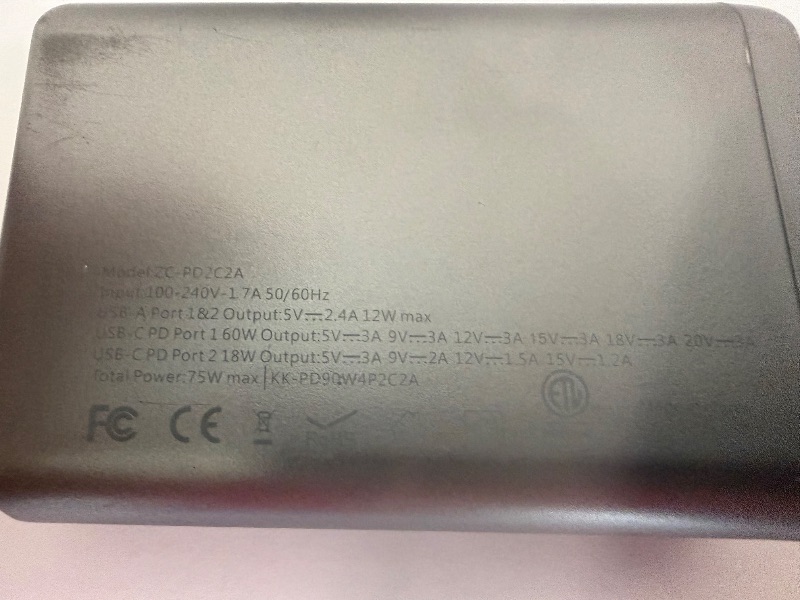 Model:ZC-PD2C2A
Input:100-240V~1.7A 50/60Hz
USB-A Port 1&2 Output:5V⎓2.4A 12W max
USB-C PD Port 1 60W Output:5V⎓3A 9V⎓3A 12V⎓3A 15V⎓3A 18V⎓3A 20V⎓3A
USB-C PD Port 2 18W Output:5V⎓3A 9V⎓2A 12V⎓1.5A 15V⎓1.2A
Total Power:75W max | KK-PD90W4P2C2A
FC CE RoHS ETL